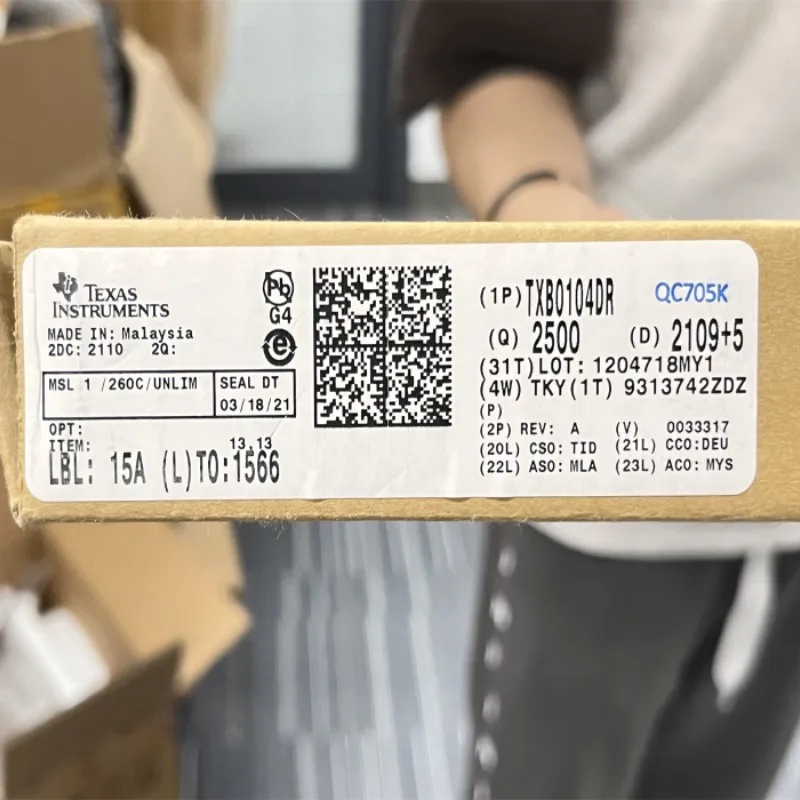 TEXAS
INSTRUMENTS
MADE IN: Malaysia
2DC: 2110 2Q:
Pb
G4
e
MSL 1 /260C/UNLIM
SEAL DT
03/18/21
OPT:
ITEM: 13.13
LBL: 15A (L)TO:1566
(1P)TXB0104DR QC705K
(Q) 2500 (D) 2109+5
(31T)LOT: 1204718MY1
(4W) TKY(1T) 9313742ZDZ
(P)
(2P) REV: A (V) 0033317
(20L) CSO: TID (21L) CCO:DEU
(22L) ASO: MLA (23L) ACO: MYS